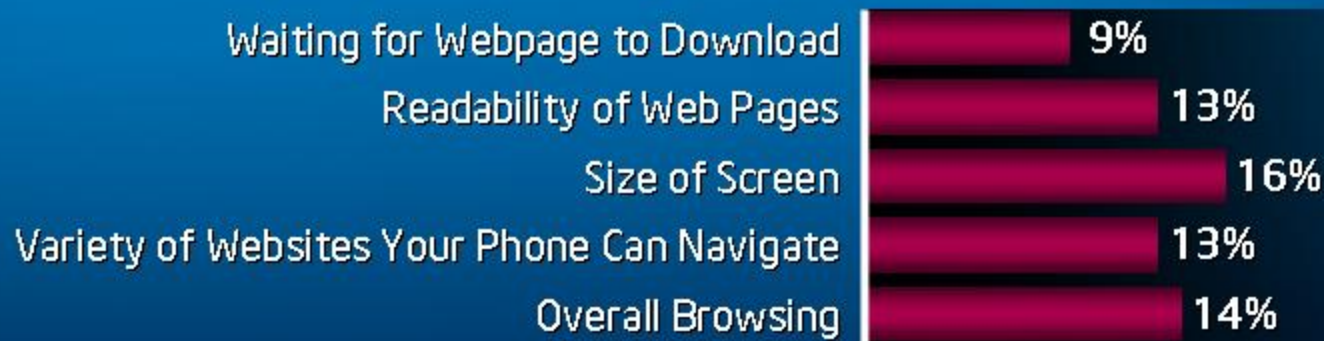 Waiting for Webpage to Download 9%
Readability of Web Pages 13%
Size of Screen 16%
Variety of Websites Your Phone Can Navigate 13%
Overall Browsing 14%